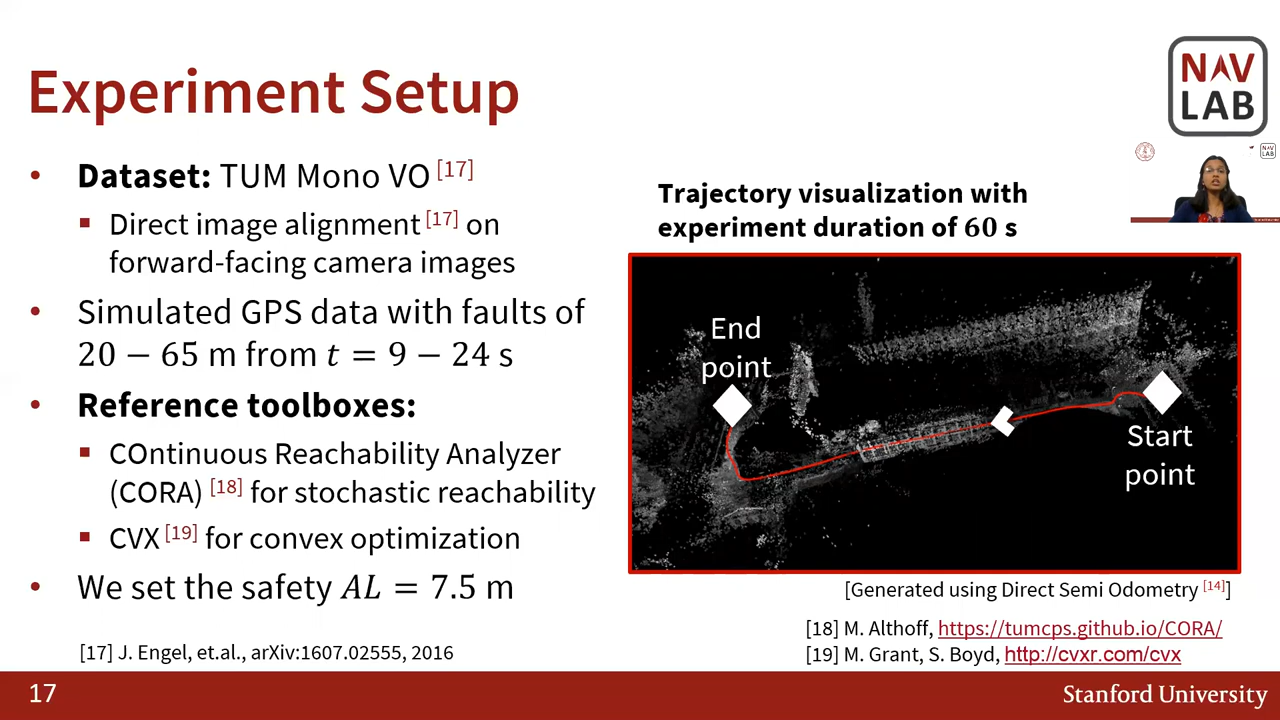 Experiment Setup
NAV
LAB
• Dataset: TUM Mono VO [17]
▪ Direct image alignment [17] on
forward-facing camera images
• Simulated GPS data with faults of
20 − 65 m from t = 9 − 24 s
• Reference toolboxes:
▪ COntinuous Reachability Analyzer
(CORA) [18] for stochastic reachability
▪ CVX [19] for convex optimization
• We set the safety AL = 7.5 m
[17] J. Engel, et.al., arXiv:1607.02555, 2016
Trajectory visualization with
experiment duration of 60 s
NAV
LAB
End
point
Start
point
[Generated using Direct Semi Odometry [14]]
[18] M. Althoff, https://tumcps.github.io/CORA/
[19] M. Grant, S. Boyd, http://cvxr.com/cvx
17
Stanford University